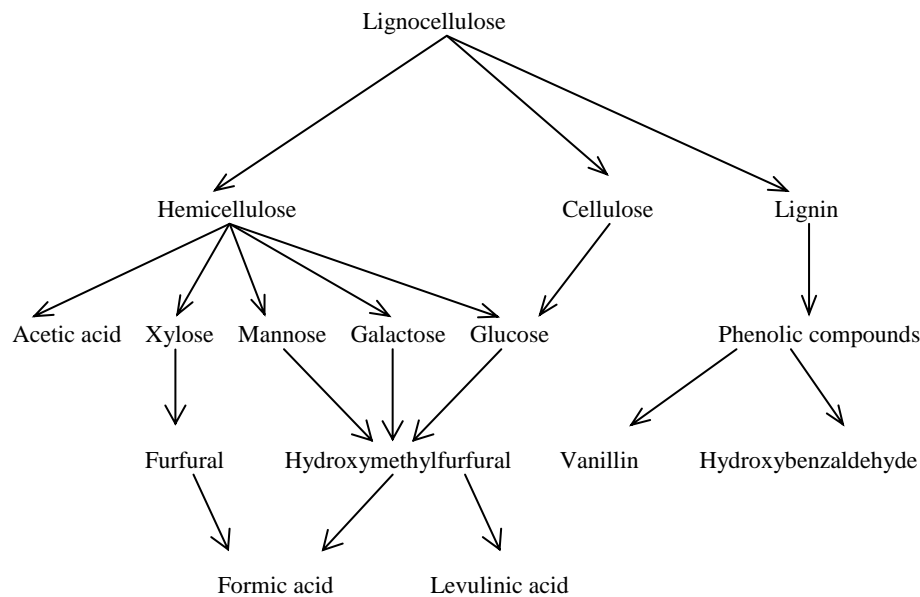 Lignocellulose
Hemicellulose Cellulose Lignin
Acetic acid Xylose Mannose Galactose Glucose Phenolic compounds
Furfural Hydroxymethylfurfural Vanillin Hydroxybenzaldehyde
Formic acid Levulinic acid